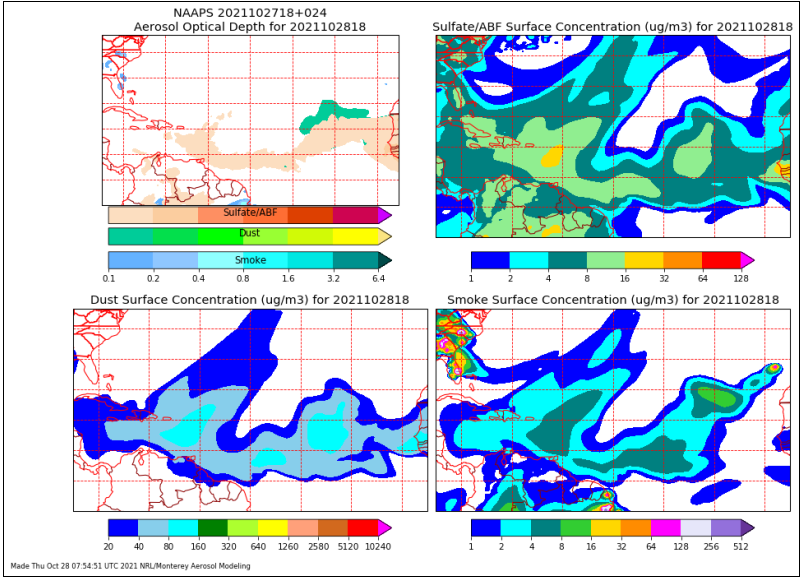 NAAPS 2021102718+024
Aerosol Optical Depth for 2021102818
Sulfate/ABF
Dust
Smoke
0.1 0.2 0.4 0.8 1.6 3.2 6.4
Sulfate/ABF Surface Concentration (ug/m3) for 2021102818
1 2 4 8 16 32 64 128
Dust Surface Concentration (ug/m3) for 2021102818
20 40 80 160 320 640 1260 2580 5120 10240
Smoke Surface Concentration (ug/m3) for 2021102818
1 2 4 8 16 32 64 128 256 512
Made Thu Oct 28 07:54:51 UTC 2021 NRL/Monterey Aerosol Modeling